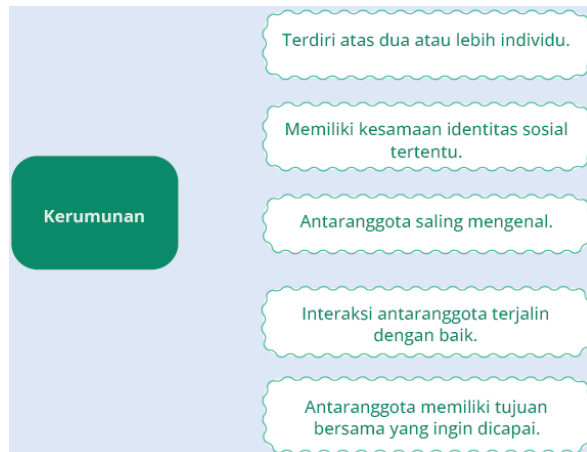 Terdiri atas dua atau lebih individu.
Memiliki kesamaan identitas sosial
tertentu.
Kerumunan
Antaranggota saling mengenal.
Interaksi antaranggota terjalin
dengan baik.
Antaranggota memiliki tujuan
bersama yang ingin dicapai.